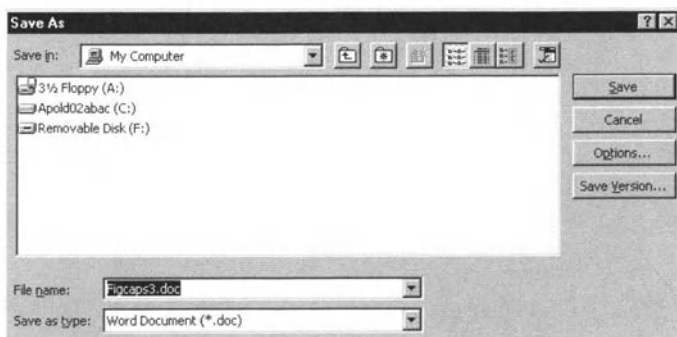 Save As
Save in: My Computer
3½ Floppy (A:)
Apold02abac (C:)
Removable Disk (F:)
Save
Cancel
Options...
Save Version...
File name: Figcaps3.doc
Save as type: Word Document (*.doc)